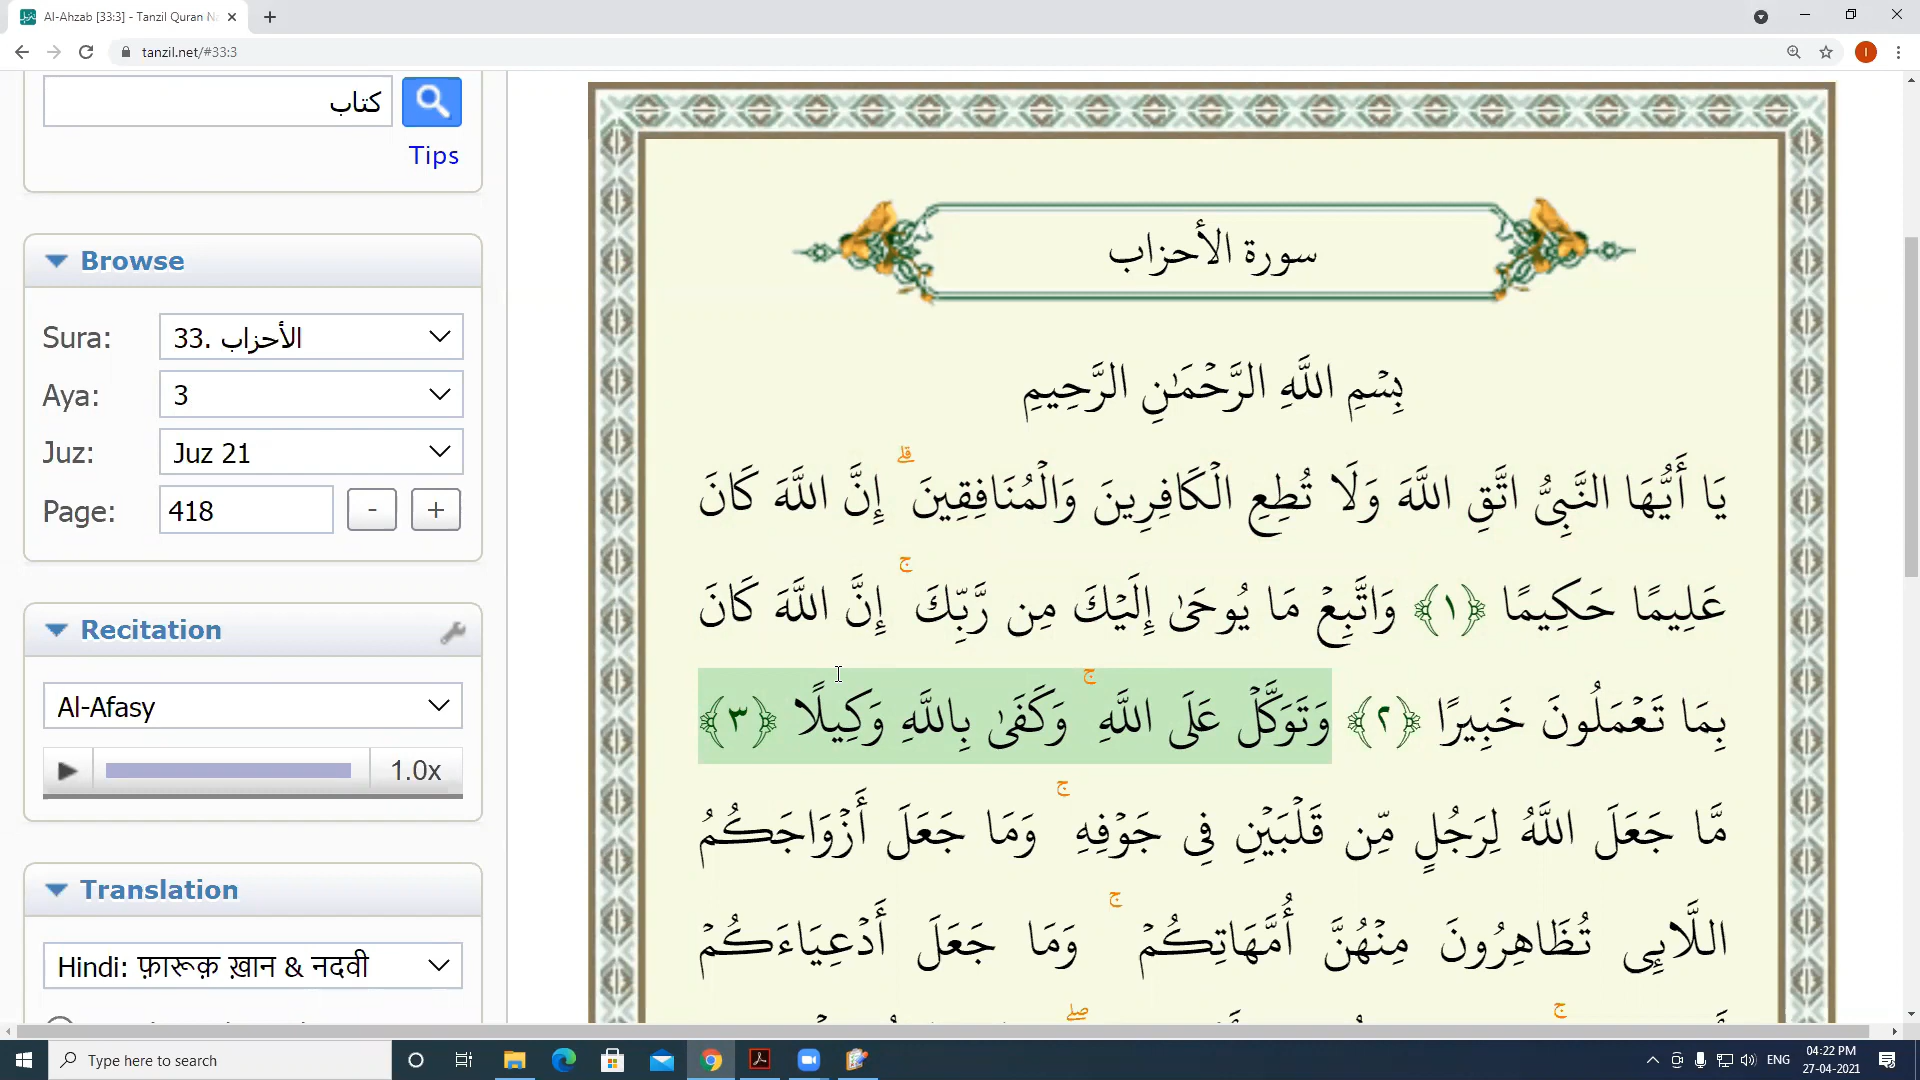 Al-Ahzab [33:3] - Tanzil Quran Na
tanzil.net/#33:3
كتاب
Tips
Browse
Sura: 33. الأحزاب
Aya: 3
Juz: Juz 21
Page: 418 - +
Recitation
Al-Afasy
1.0x
Translation
Hindi: फ़ारूक़ ख़ान & नदवी
سورة الأحزاب
بِسْمِ اللَّهِ الرَّحْمَٰنِ الرَّحِيمِ
يَا أَيُّهَا النَّبِيُّ اتَّقِ اللَّهَ وَلَا تُطِعِ الْكَافِرِينَ وَالْمُنَافِقِينَ ۗ إِنَّ اللَّهَ كَانَ
عَلِيمًا حَكِيمًا ﴿١﴾ وَاتَّبِعْ مَا يُوحَىٰ إِلَيْكَ مِن رَّبِّكَ ۚ إِنَّ اللَّهَ كَانَ
بِمَا تَعْمَلُونَ خَبِيرًا ﴿٢﴾ وَتَوَكَّلْ عَلَى اللَّهِ ۚ وَكَفَىٰ بِاللَّهِ وَكِيلًا ﴿٣﴾
مَّا جَعَلَ اللَّهُ لِرَجُلٍ مِّن قَلْبَيْنِ فِي جَوْفِهِ ۚ وَمَا جَعَلَ أَزْوَاجَكُمُ
اللَّائِي تُظَاهِرُونَ مِنْهُنَّ أُمَّهَاتِكُمْ ۚ وَمَا جَعَلَ أَدْعِيَاءَكُمْ
Type here to search
ENG
04:22 PM
27-04-2021